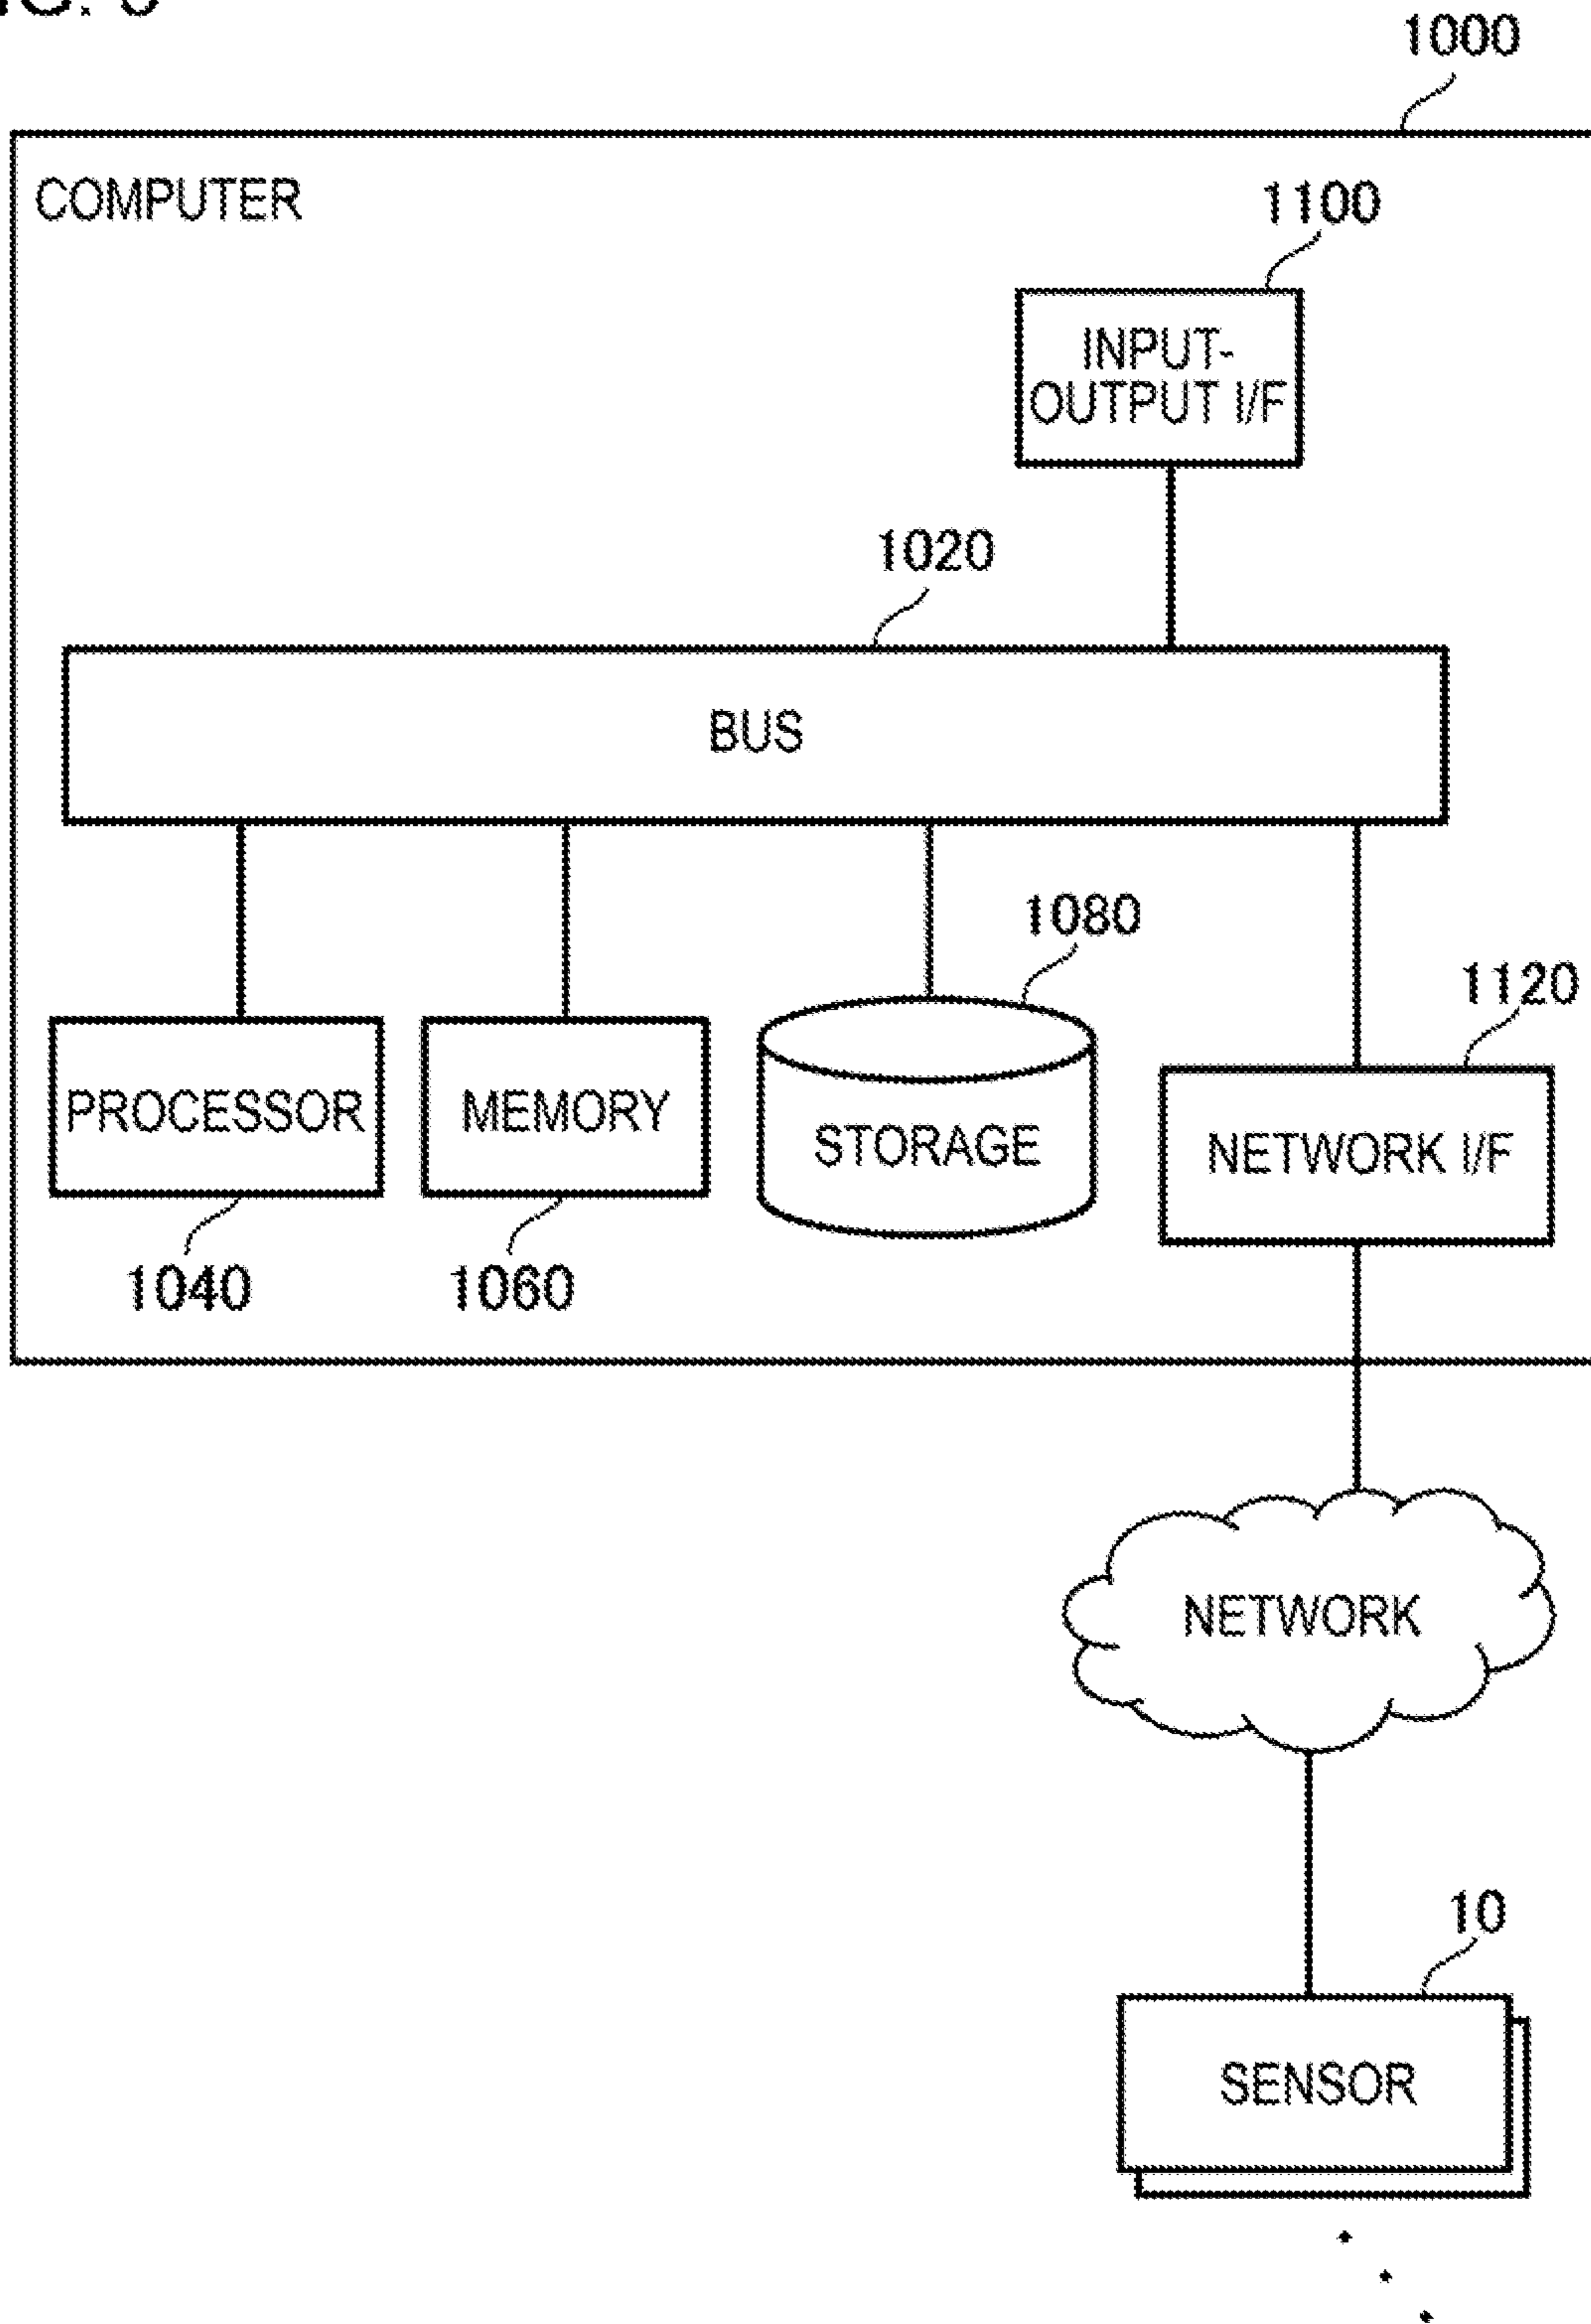 1000
COMPUTER
1100
INPUT-
OUTPUT I/F
1020
BUS
1080
1120
PROCESSOR
MEMORY
STORAGE
NETWORK I/F
1040
1060
NETWORK
10
SENSOR